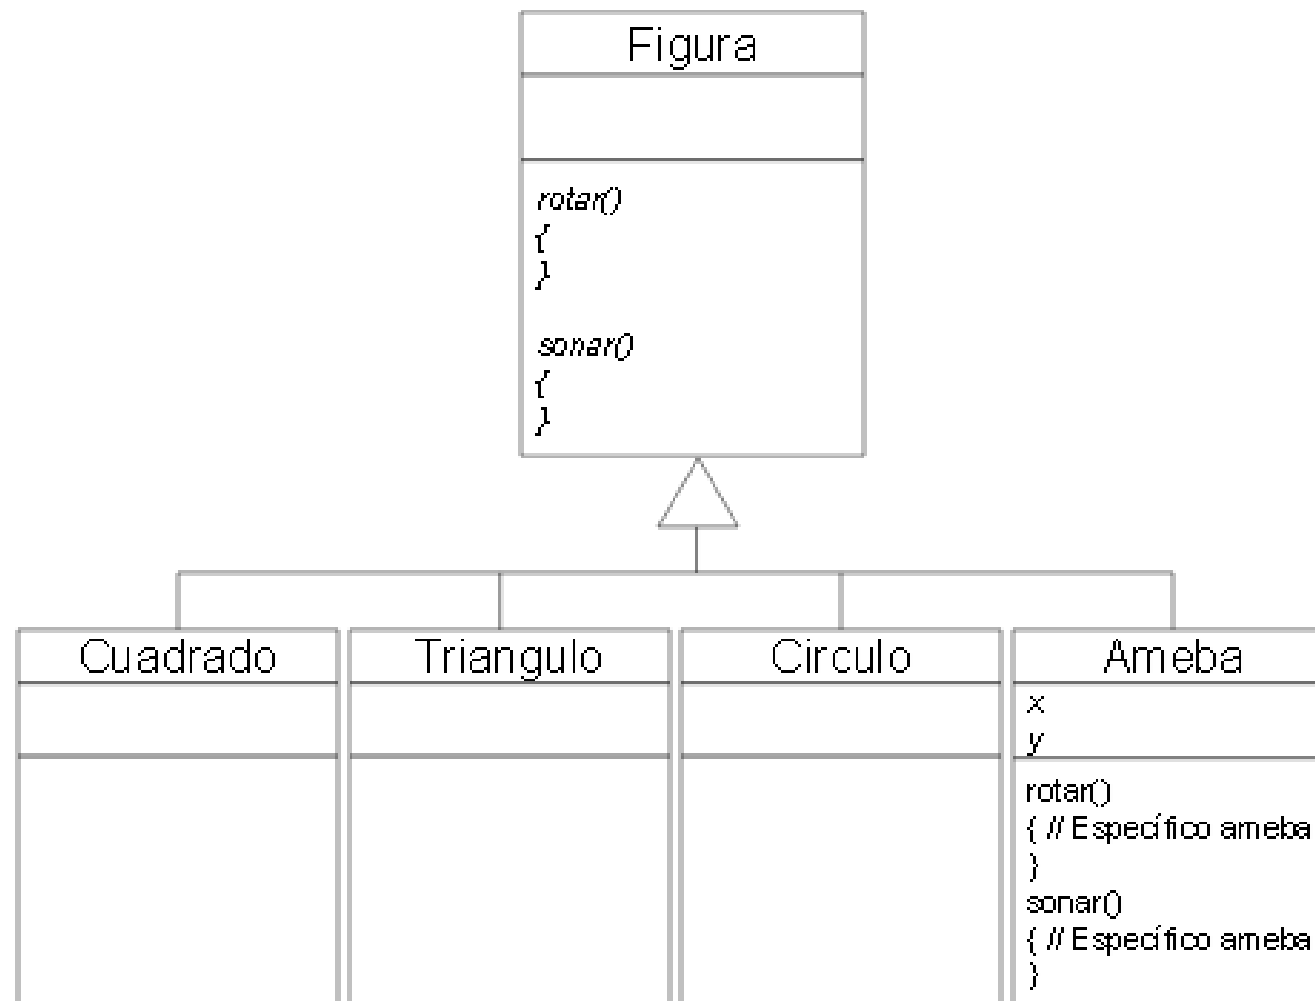 Figura
rotar()
{
}
sonar()
{
}
Cuadrado
Triangulo
Circulo
Ameba
x
y
rotar()
{ // Específico ameba
}
sonar()
{ // Específico ameba
}